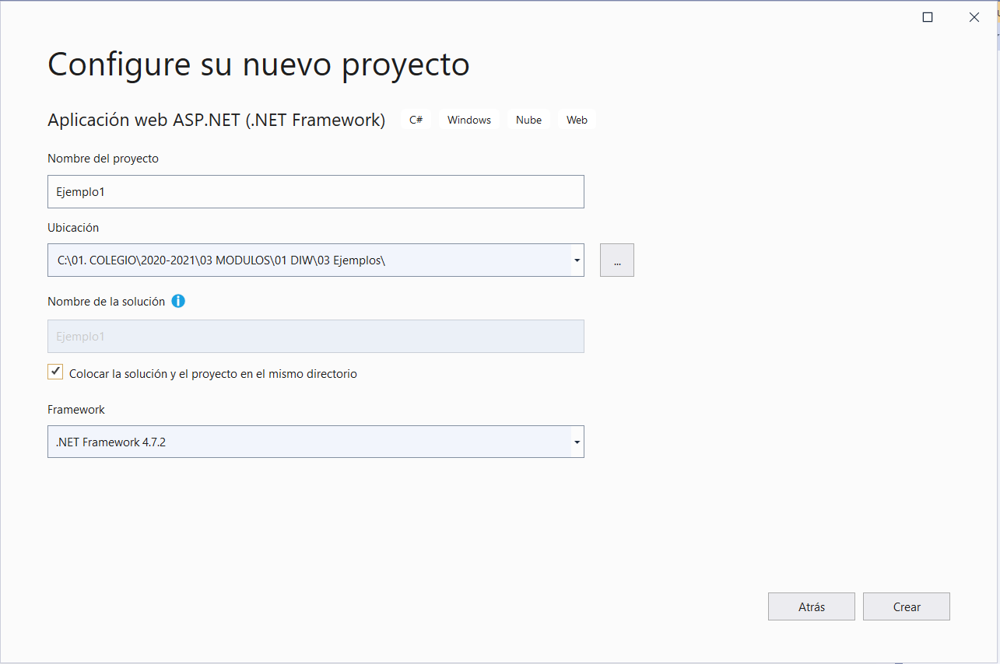 Configure su nuevo proyecto
Aplicación web ASP.NET (.NET Framework) C# Windows Nube Web
Nombre del proyecto
Ejemplo1
Ubicación
C:\01. COLEGIO\2020-2021\03 MODULOS\01 DIW\03 Ejemplos\ ...
Nombre de la solución
Ejemplo1
Colocar la solución y el proyecto en el mismo directorio
Framework
.NET Framework 4.7.2
Atrás Crear